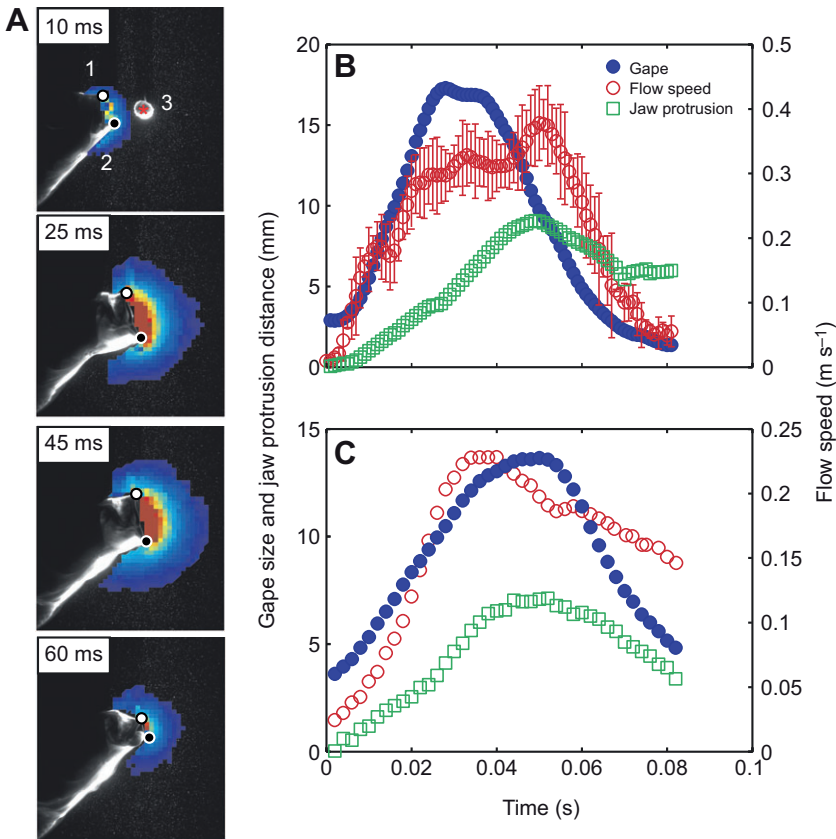 A
10 ms
1
2
3
25 ms
45 ms
60 ms
Gape size and jaw protrusion distance (mm)
B
20
15
10
5
0
Gape
Flow speed
Jaw protrusion
0.5
0.4
0.3
0.2
0.1
0
C
15
10
5
0
0.25
0.20
0.15
0.10
0.05
0
Flow speed (m s–1)
0 0.02 0.04 0.06 0.08 0.1
Time (s)